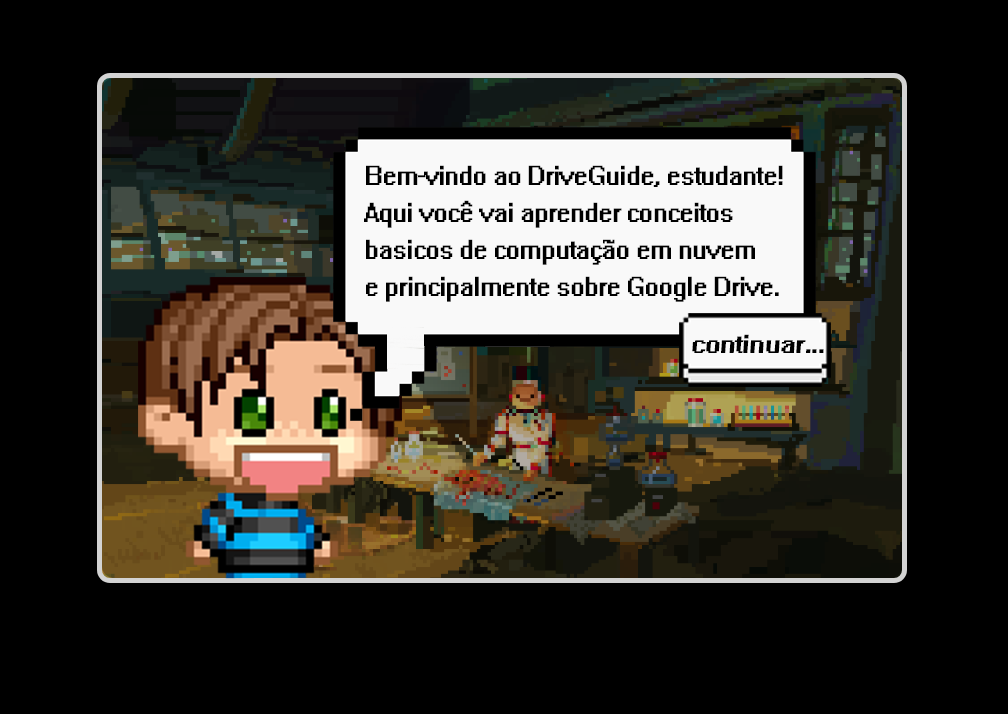 Bem-vindo ao DriveGuide, estudante!
Aqui você vai aprender conceitos
basicos de computação em nuvem
e principalmente sobre Google Drive.
continuar...